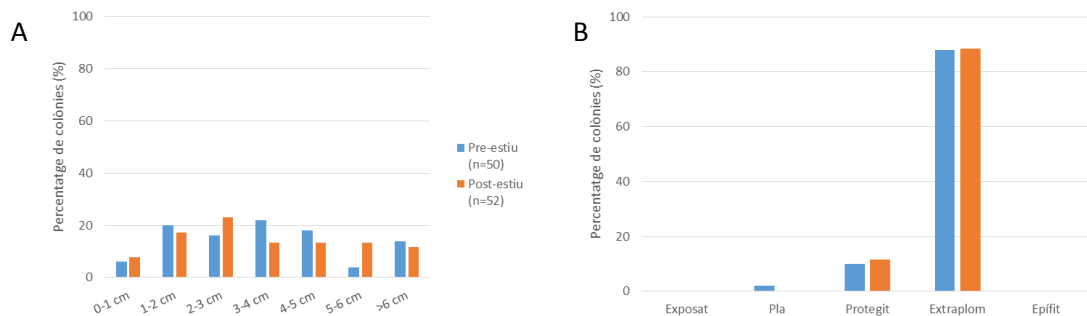 A
Percentatge de colònies (%)
100
80
60
40
20
0
0-1 cm
1-2 cm
2-3 cm
3-4 cm
4-5 cm
5-6 cm
>6 cm
Pre-estiu
(n=50)
Post-estiu
(n=52)
B
Percentatge de colònies (%)
100
80
60
40
20
0
Exposat
Pla
Protegit
Extraplom
Epífit